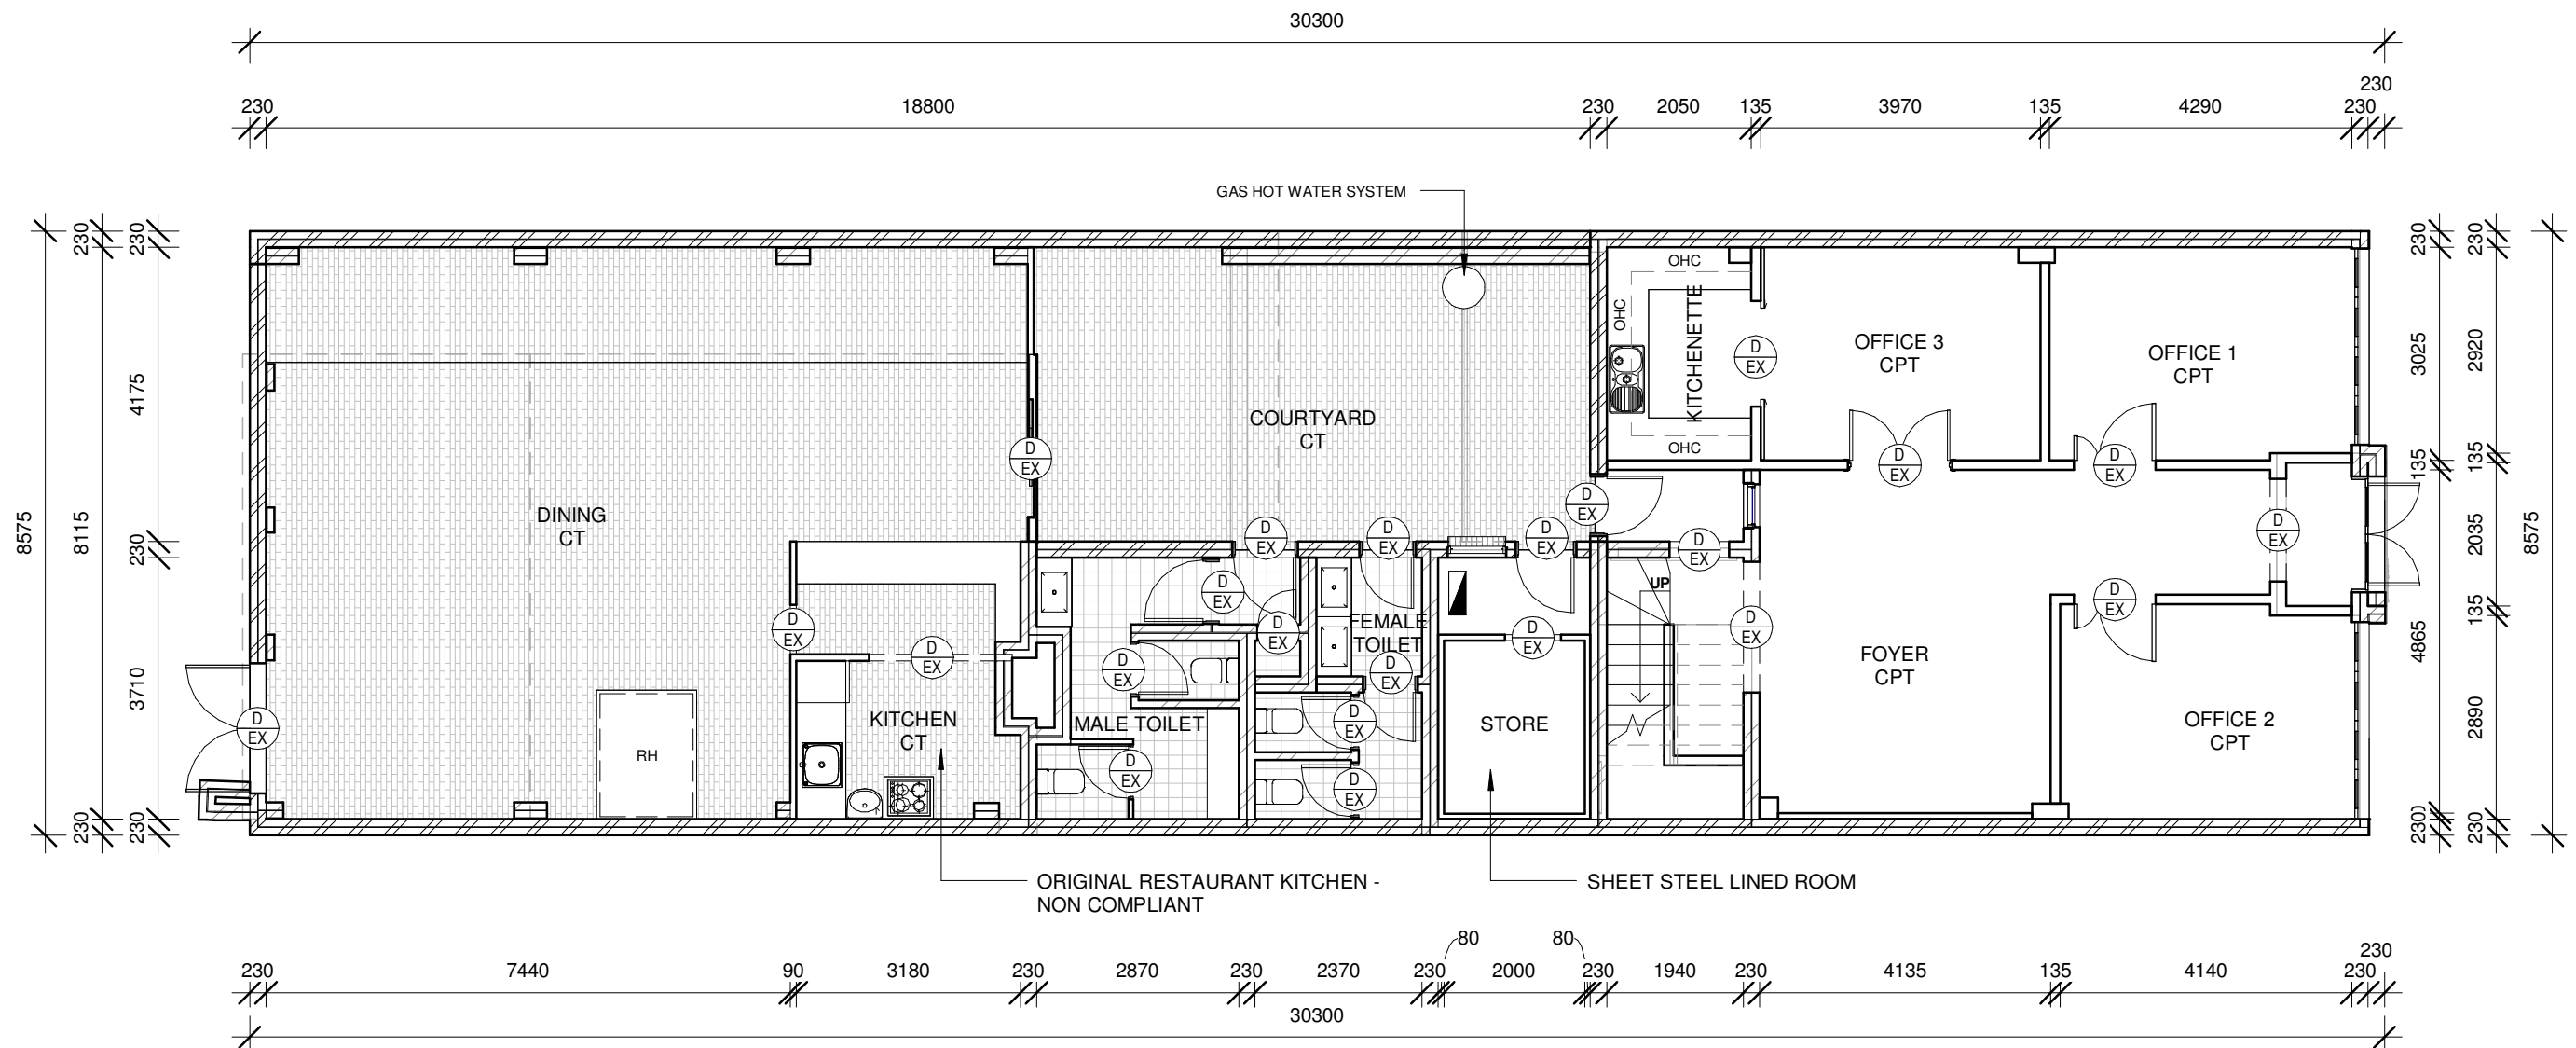 30300
230
230 18800 230 2050 135 3970 135 4290 230
GAS HOT WATER SYSTEM
8575
230 8115 230
230 4175 230 3710 230
OHC
OHC
OHC
KITCHENETTE
D
EX
OFFICE 3
CPT
OFFICE 1
CPT
COURTYARD
CT
D
EX
D
EX
D
EX
D
EX
DINING
CT
D
EX
D
EX
D
EX
D
EX
D
EX
D
EX
D
EX
UP
D
EX
D
EX
D
EX
FEMALE
TOILET
D
EX
D
EX
D
EX
D
EX
D
EX
D
EX
FOYER
CPT
D
EX
RH
KITCHEN
CT
MALE TOILET
D
EX
STORE
OFFICE 2
CPT
D
EX
D
EX
230 3025 135 2035 135 4865 230
230 2920 135 2035 135 2890 230
8575
ORIGINAL RESTAURANT KITCHEN -
NON COMPLIANT
SHEET STEEL LINED ROOM
80 80
230
230 7440 90 3180 230 2870 230 2370 230 2000 230 1940 230 4135 135 4140 230
30300